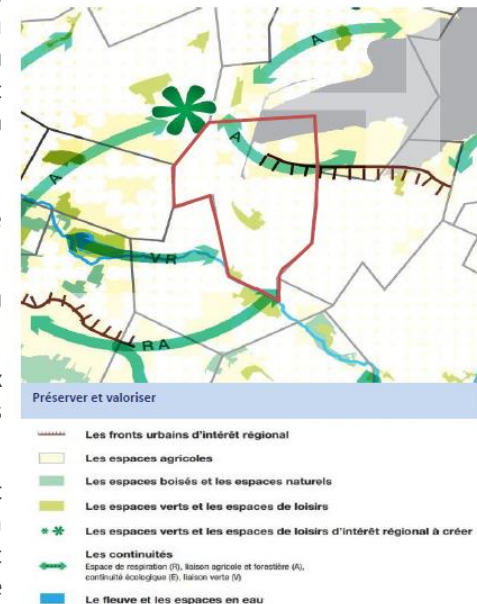 A
A
A
V R
R A
Préserver et valoriser
Les fronts urbains d'intérêt régional
Les espaces agricoles
Les espaces boisés et les espaces naturels
Les espaces verts et les espaces de loisirs
Les espaces verts et les espaces de loisirs d'intérêt régional à créer
Les continuités
Espace de respiration (R), liaison agricole et forestière (A),
continuité écologique (E), liaison verte (V)
Le fleuve et les espaces en eau